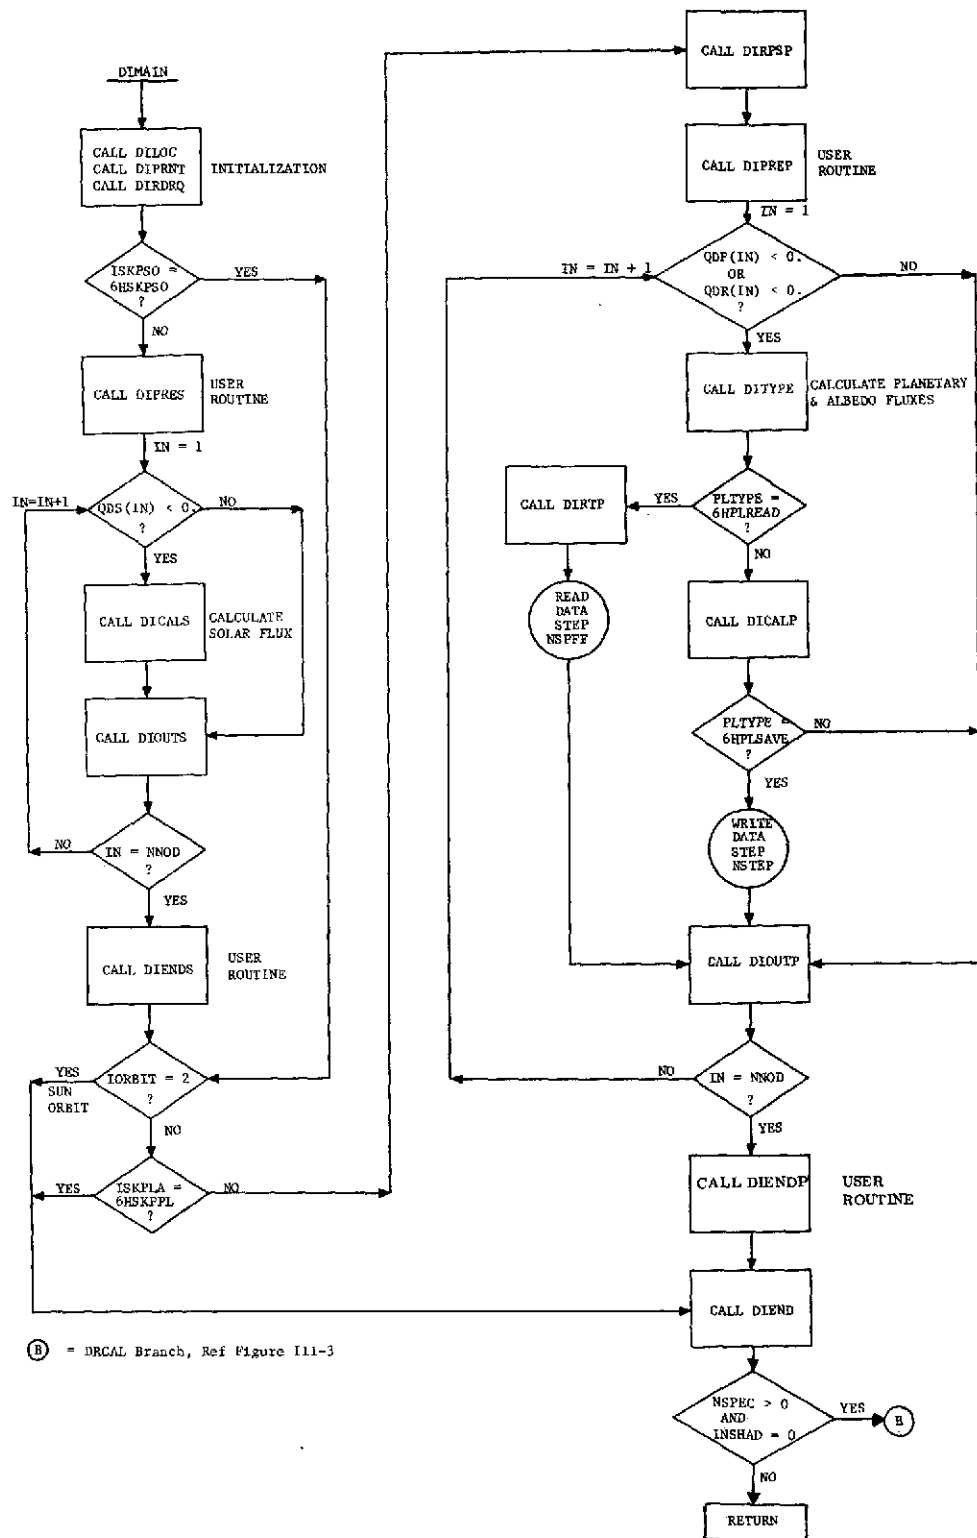 DIMAIN
CALL DILOC
CALL DIPRNT
CALL DIRDRQ
INITIALIZATION
ISKPSO =
6HSKPSO
?
YES
NO
CALL DIPRES
USER
ROUTINE
IN = 1
IN=IN+1
QDS(IN) < 0.
?
NO
YES
CALL DICALS
CALCULATE
SOLAR FLUX
CALL DIOUTS
NO
IN = NNOD
?
YES
CALL DIENDS
USER
ROUTINE
YES
SUN
ORBIT
IORBIT = 2
?
NO
YES
ISKPLA =
6HSKPPL
?
NO
B = DRCAL Branch, Ref Figure III-3
CALL DIRPSP
CALL DIPREP
USER
ROUTINE
IN = 1
IN = IN + 1
QDP(IN) < 0.
OR
QDR(IN) < 0.
?
NO
YES
CALL DITYPE
CALCULATE PLANETARY
& ALBEDO FLUXES
CALL DIRTP
YES
PLTYPE =
6HPLREAD
?
NO
READ
DATA
STEP
NSPFF
CALL DICALP
PLTYPE =
6HPLSAVE
?
NO
YES
WRITE
DATA
STEP
NSTEP
CALL DIOUTP
NO
IN = NNOD
?
YES
CALL DIENDP
USER
ROUTINE
CALL DIEND
NSPEC > 0
AND
INSHAD = 0
YES
B
NO
RETURN